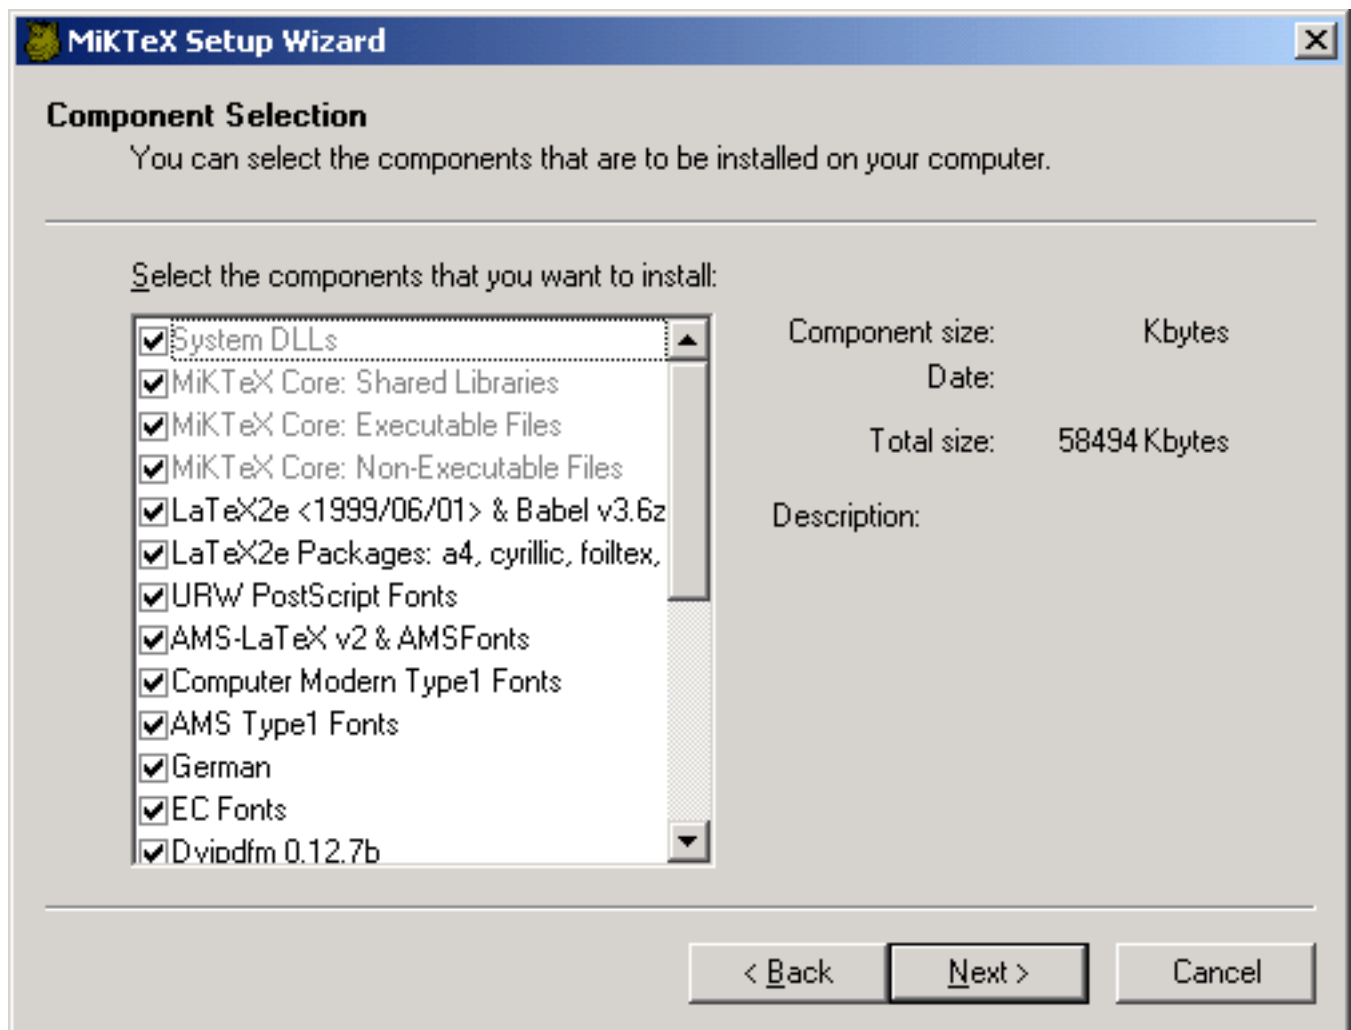 MiKTeX Setup Wizard
Component Selection
You can select the components that are to be installed on your computer.
Select the components that you want to install:
System DLLs
MiKTeX Core: Shared Libraries
MiKTeX Core: Executable Files
MiKTeX Core: Non-Executable Files
LaTeX2e <1999/06/01> & Babel v3.6z
LaTeX2e Packages: a4, cyrillic, foiltex,
URW PostScript Fonts
AMS-LaTeX v2 & AMSFonts
Computer Modern Type1 Fonts
AMS Type1 Fonts
German
EC Fonts
Dvipdfm 0.12.7b
Component size: Kbytes
Date:
Total size: 58494 Kbytes
Description:
< Back Next > Cancel